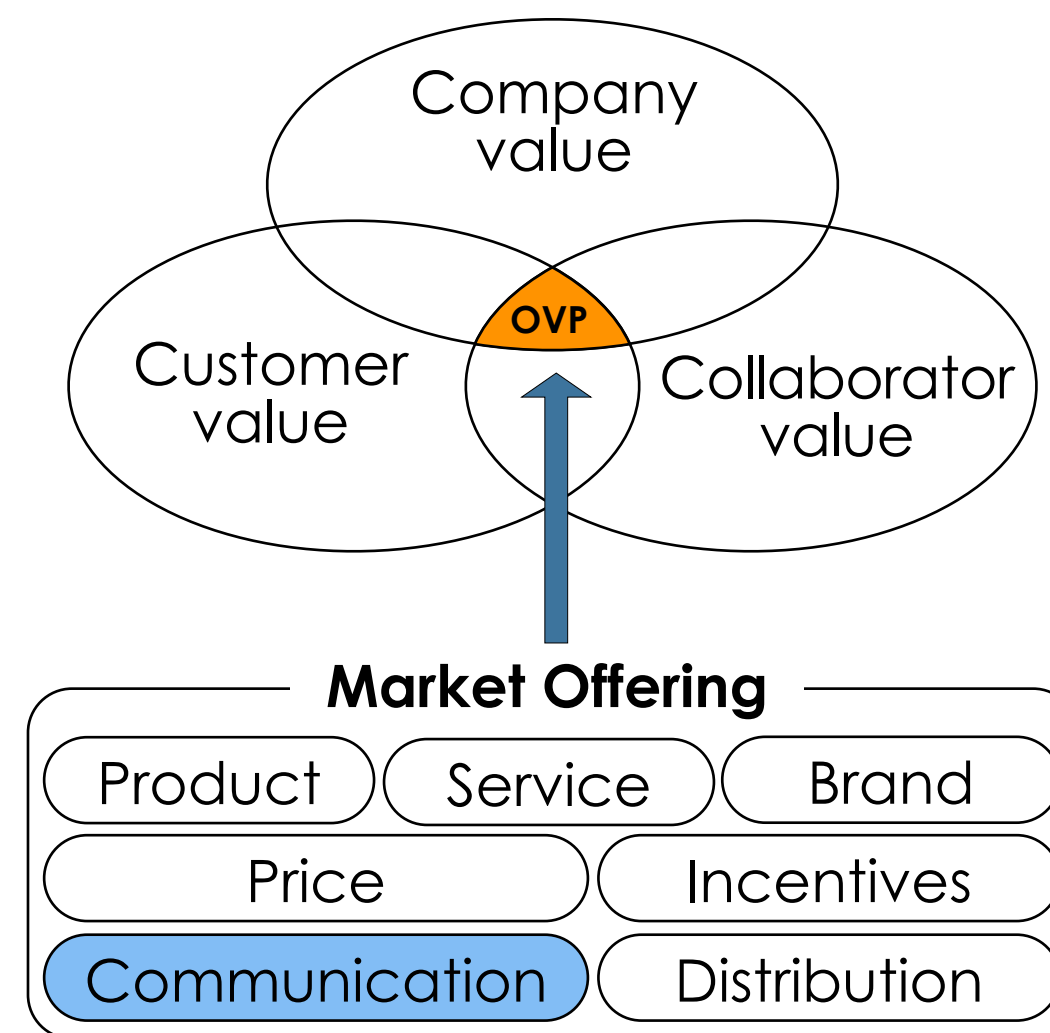 Company
value
OVP
Customer
value
Collaborator
value
Market Offering
Product
Service
Brand
Price
Incentives
Communication
Distribution